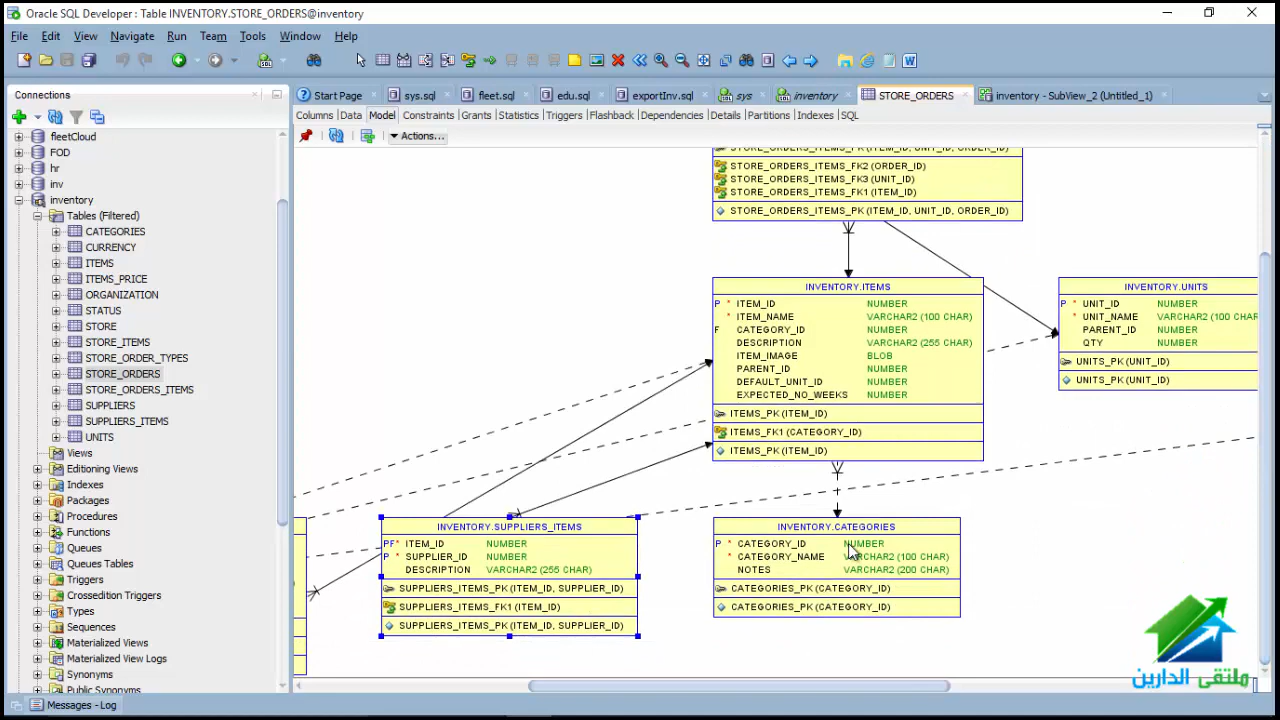 Oracle SQL Developer : Table INVENTORY.STORE_ORDERS@inventory
File Edit View Navigate Run Team Tools Window Help
Connections
Start Page sys.sql fleet.sql edu.sql exportInv.sql sys inventory STORE_ORDERS inventory - SubView_2 (Untitled_1)
Columns Data Model Constraints Grants Statistics Triggers Flashback Dependencies Details Partitions Indexes SQL
Actions...
fleetCloud
FOD
hr
inv
inventory
Tables (Filtered)
CATEGORIES
CURRENCY
ITEMS
ITEMS_PRICE
ORGANIZATION
STATUS
STORE
STORE_ITEMS
STORE_ORDER_TYPES
STORE_ORDERS
STORE_ORDERS_ITEMS
SUPPLIERS
SUPPLIERS_ITEMS
UNITS
Views
Editioning Views
Indexes
Packages
Procedures
Functions
Queues
Queues Tables
Triggers
Crossedition Triggers
Types
Sequences
Materialized Views
Materialized View Logs
Synonyms
Public Synonyms
STORE_ORDERS_ITEMS_PK (ITEM_ID, UNIT_ID, ORDER_ID)
STORE_ORDERS_ITEMS_FK2 (ORDER_ID)
STORE_ORDERS_ITEMS_FK3 (UNIT_ID)
STORE_ORDERS_ITEMS_FK1 (ITEM_ID)
STORE_ORDERS_ITEMS_PK (ITEM_ID, UNIT_ID, ORDER_ID)
INVENTORY.ITEMS
P * ITEM_ID NUMBER
* ITEM_NAME VARCHAR2 (100 CHAR)
F CATEGORY_ID NUMBER
DESCRIPTION VARCHAR2 (255 CHAR)
ITEM_IMAGE BLOB
PARENT_ID NUMBER
DEFAULT_UNIT_ID NUMBER
EXPECTED_NO_WEEKS NUMBER
ITEMS_PK (ITEM_ID)
ITEMS_FK1 (CATEGORY_ID)
ITEMS_PK (ITEM_ID)
INVENTORY.UNITS
P * UNIT_ID NUMBER
* UNIT_NAME VARCHAR2 (100 CHAR
PARENT_ID NUMBER
QTY NUMBER
UNITS_PK (UNIT_ID)
UNITS_PK (UNIT_ID)
INVENTORY.SUPPLIERS_ITEMS
PF * ITEM_ID NUMBER
P * SUPPLIER_ID NUMBER
DESCRIPTION VARCHAR2 (255 CHAR)
SUPPLIERS_ITEMS_PK (ITEM_ID, SUPPLIER_ID)
SUPPLIERS_ITEMS_FK1 (ITEM_ID)
SUPPLIERS_ITEMS_PK (ITEM_ID, SUPPLIER_ID)
INVENTORY.CATEGORIES
P * CATEGORY_ID NUMBER
* CATEGORY_NAME VARCHAR2 (100 CHAR)
NOTES VARCHAR2 (200 CHAR)
CATEGORIES_PK (CATEGORY_ID)
CATEGORIES_PK (CATEGORY_ID)
ملتقى الدارين
Messages - Log